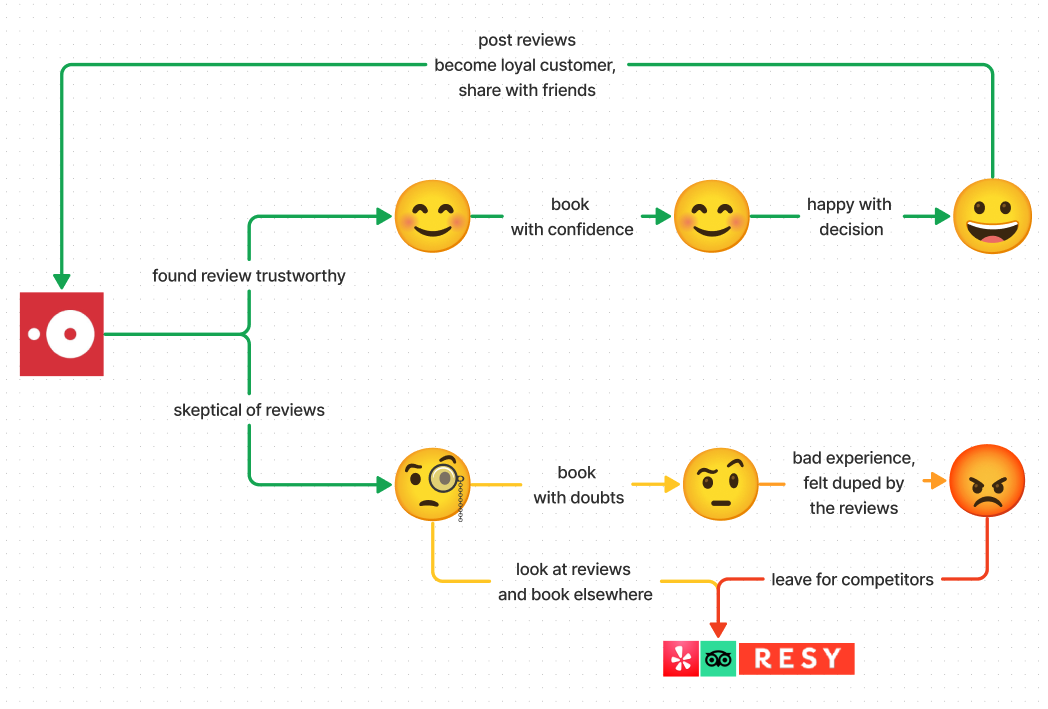 post reviews
become loyal customer,
share with friends
book
with confidence
happy with
decision
found review trustworthy
skeptical of reviews
book
with doubts
bad experience,
felt duped by
the reviews
look at reviews
and book elsewhere
leave for competitors
RESY